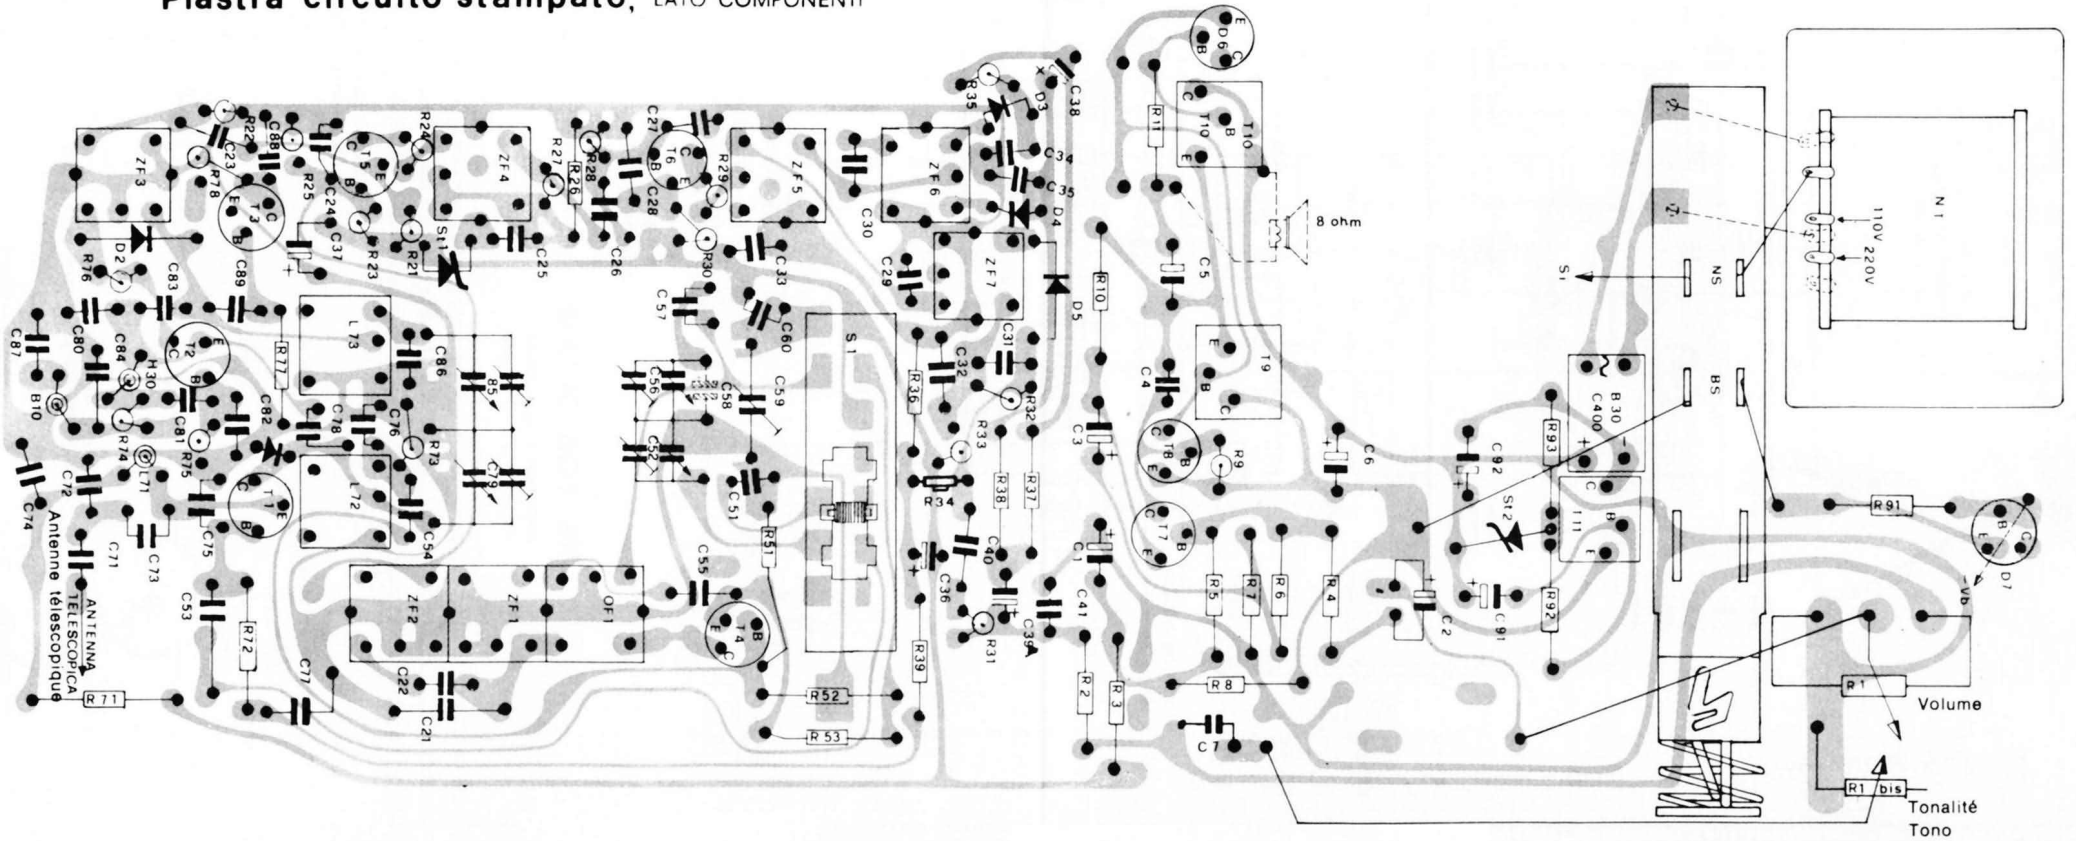 Piastra circuito stampato, LATO COMPONENTI
E
D6
B
C
R35
X
D3
C38
R11
C
T10
B
E
T10
C34
C35
D4
8 ohm
ZF3
R22
C23
C88
R78
R25
C
T5
B
E
R24
C24
ZF4
R27
R26
R28
C27
C
T6
B
E
R29
C28
ZF5
C30
ZF6
E
T3
C
B
C37
+
R23
R21
St1
C25
C26
R30
C33
C29
ZF7
D5
R10
C5
N1
110V
220V
S1
NS
BS
D2
R76
C83
C89
C87
C80
C84
H30
E
T2
C
B
R77
L73
C86
C85
C57
C60
C56
C58
C59
S1
C32
C31
R36
R32
C4
E
T9
B
C
B30
C400
+
-
B10
R74
C81
R75
C82
C78
C76
R73
L71
C72
C74
C71
C73
C75
T1
E
B
L72
C54
C79
C52
C51
R51
R33
R34
R38
R37
C3
+
C
T8
B
E
R9
C6
+
C92
+
R93
St2
C
B
T11
E
R91
B
E
C
D7
-Vb
Antenne télescopique
ANTENNA
TELESCOPICA
C53
R72
ZF2
ZF1
OF1
C55
T4
B
E
C
C36
+
C40
C39
+
R31
C41
C1
+
C
T7
B
E
R5
R7
R6
R4
C2
+
C91
+
R92
R71
C77
C22
C21
R52
R53
R39
R2
R3
R8
C7
R1
Volume
R1 bis
Tonalité
Tono